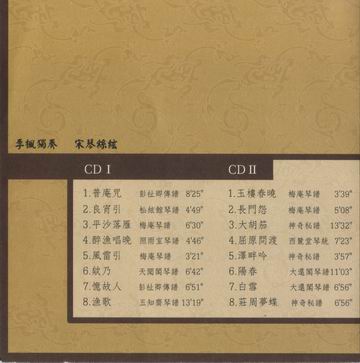 李楓獨奏 宋琴絲絃
CD I
1.普庵咒 彭祉卿傳譜 8'25"
2.良宵引 松絃館琴譜 4'49"
3.平沙落雁 梅庵琴譜 6'30"
4.醉漁唱晚 照雨室琴譜 4'46"
5.風雷引 梅庵琴譜 3'21"
6.欸乃 天聞閣琴譜 6'42"
7.憶故人 彭祉卿傳譜 6'51"
8.漁歌 五知齋琴譜 13'19"
CD II
1.玉樓春曉 梅庵琴譜 3'39"
2.長門怨 梅庵琴譜 5'08"
3.大胡笳 神奇秘譜 13'32"
4.屈原問渡 西麓堂琴統 7'23"
5.澤畔吟 神奇秘譜 3'57"
6.陽春 大還閣琴譜 11'03"
7.白雪 大還閣琴譜 6'56"
8.莊周夢蝶 神奇秘譜 6'56"